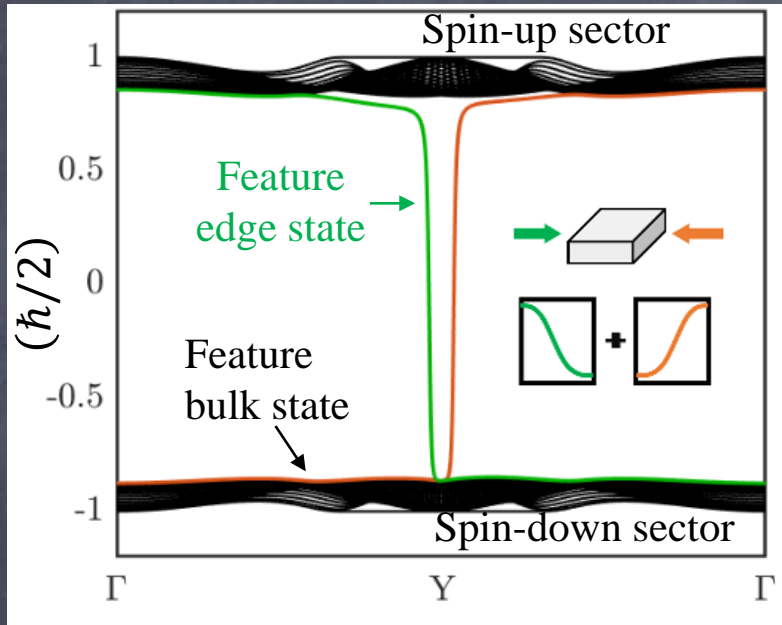 Spin-up sector
1
0.5
Feature
edge state
(ℏ/2)
0
Feature
bulk state
-0.5
-1
Spin-down sector
Γ
Y
Γ